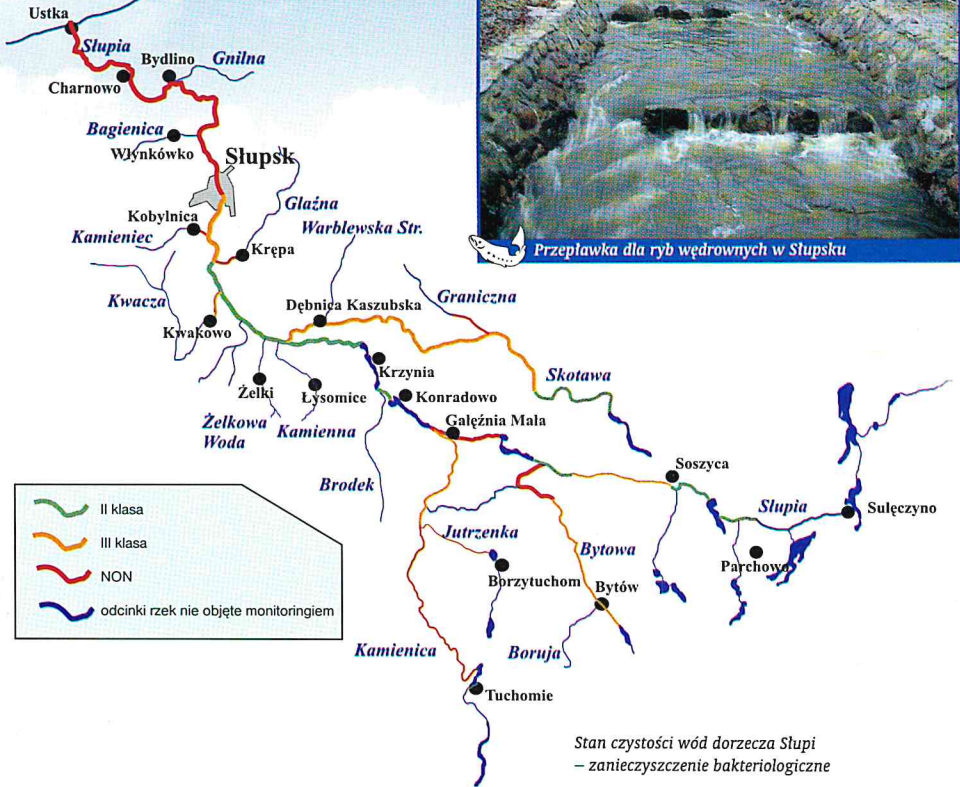 Ustka
Słupia
Bydlino
Gnilna
Charnowo
Bagienica
Włynkówko
Słupsk
Glaźna
Kobylnica
Warblewska Str.
Kamieniec
Krępa
Przepławka dla ryb wędrownych w Słupsku
Kwacza
Graniczna
Dębnica Kaszubska
Kwakowo
Krzynia
Skotawa
Żelki
Łysomice
Konradowo
Żelkowa
Woda
Kamienna
Gałęźnia Mała
Soszyca
Brodek
Słupia
Sulęczyno
II klasa
III klasa
NON
odcinki rzek nie objęte monitoringiem
Jutrzenka
Bytowa
Parchowo
Borzytuchom
Bytów
Kamienica
Boruja
Tuchomie
Stan czystości wód dorzecza Słupi
– zanieczyszczenie bakteriologiczne